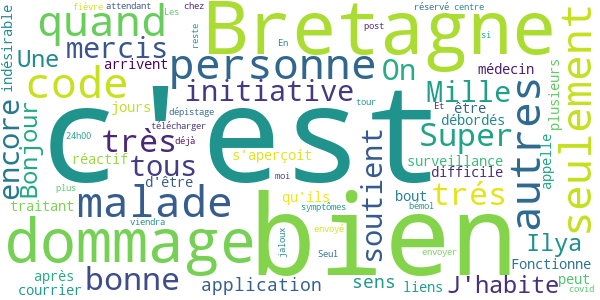 c'est
Bretagne
bien
dommage
quand
personne
code
malade
autres
seulement
initiative
très
tous
bonne
mercis
Mille
Super
On
trés
encore
Bonjour
Une
indésirable
fièvre
attendant
Les
chez
En
post
réservé
centre
si
médecin
plusieurs
arrivent
reste
jours
24h00
télécharger
déjà
dépistage
tour
Et
être
débordés
appelle
réactif
s'aperçoit
surveillance
difficile
d'être
moi
qu'ils
soutient
bout
traitant
plus
viendra
symptômes
bémol
jaloux
envoyé
Seul
envoyer
Ilya
Fonctionne
après
courrier
application
sens
liens
J'habite
peut
covid